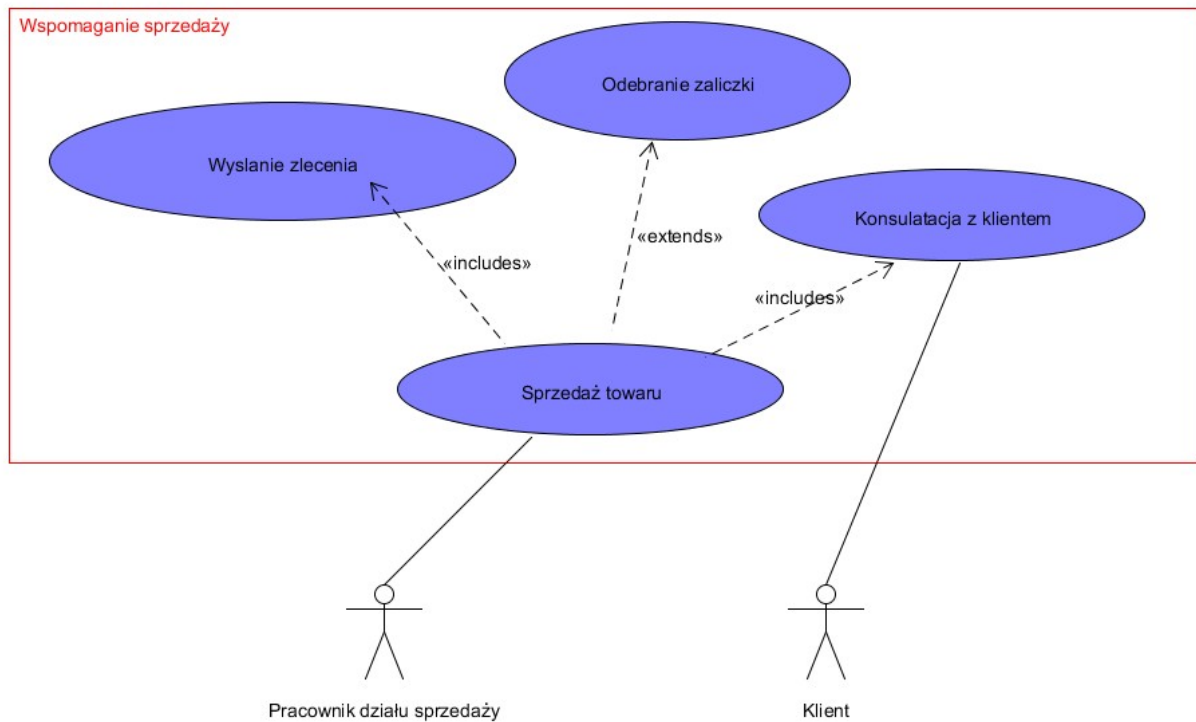 Wspomaganie sprzedaży
Odebranie zaliczki
Wyslanie zlecenia
Konsulatacja z klientem
«extends»
«includes»
«includes»
Sprzedaż towaru
Pracownik działu sprzedaży
Klient